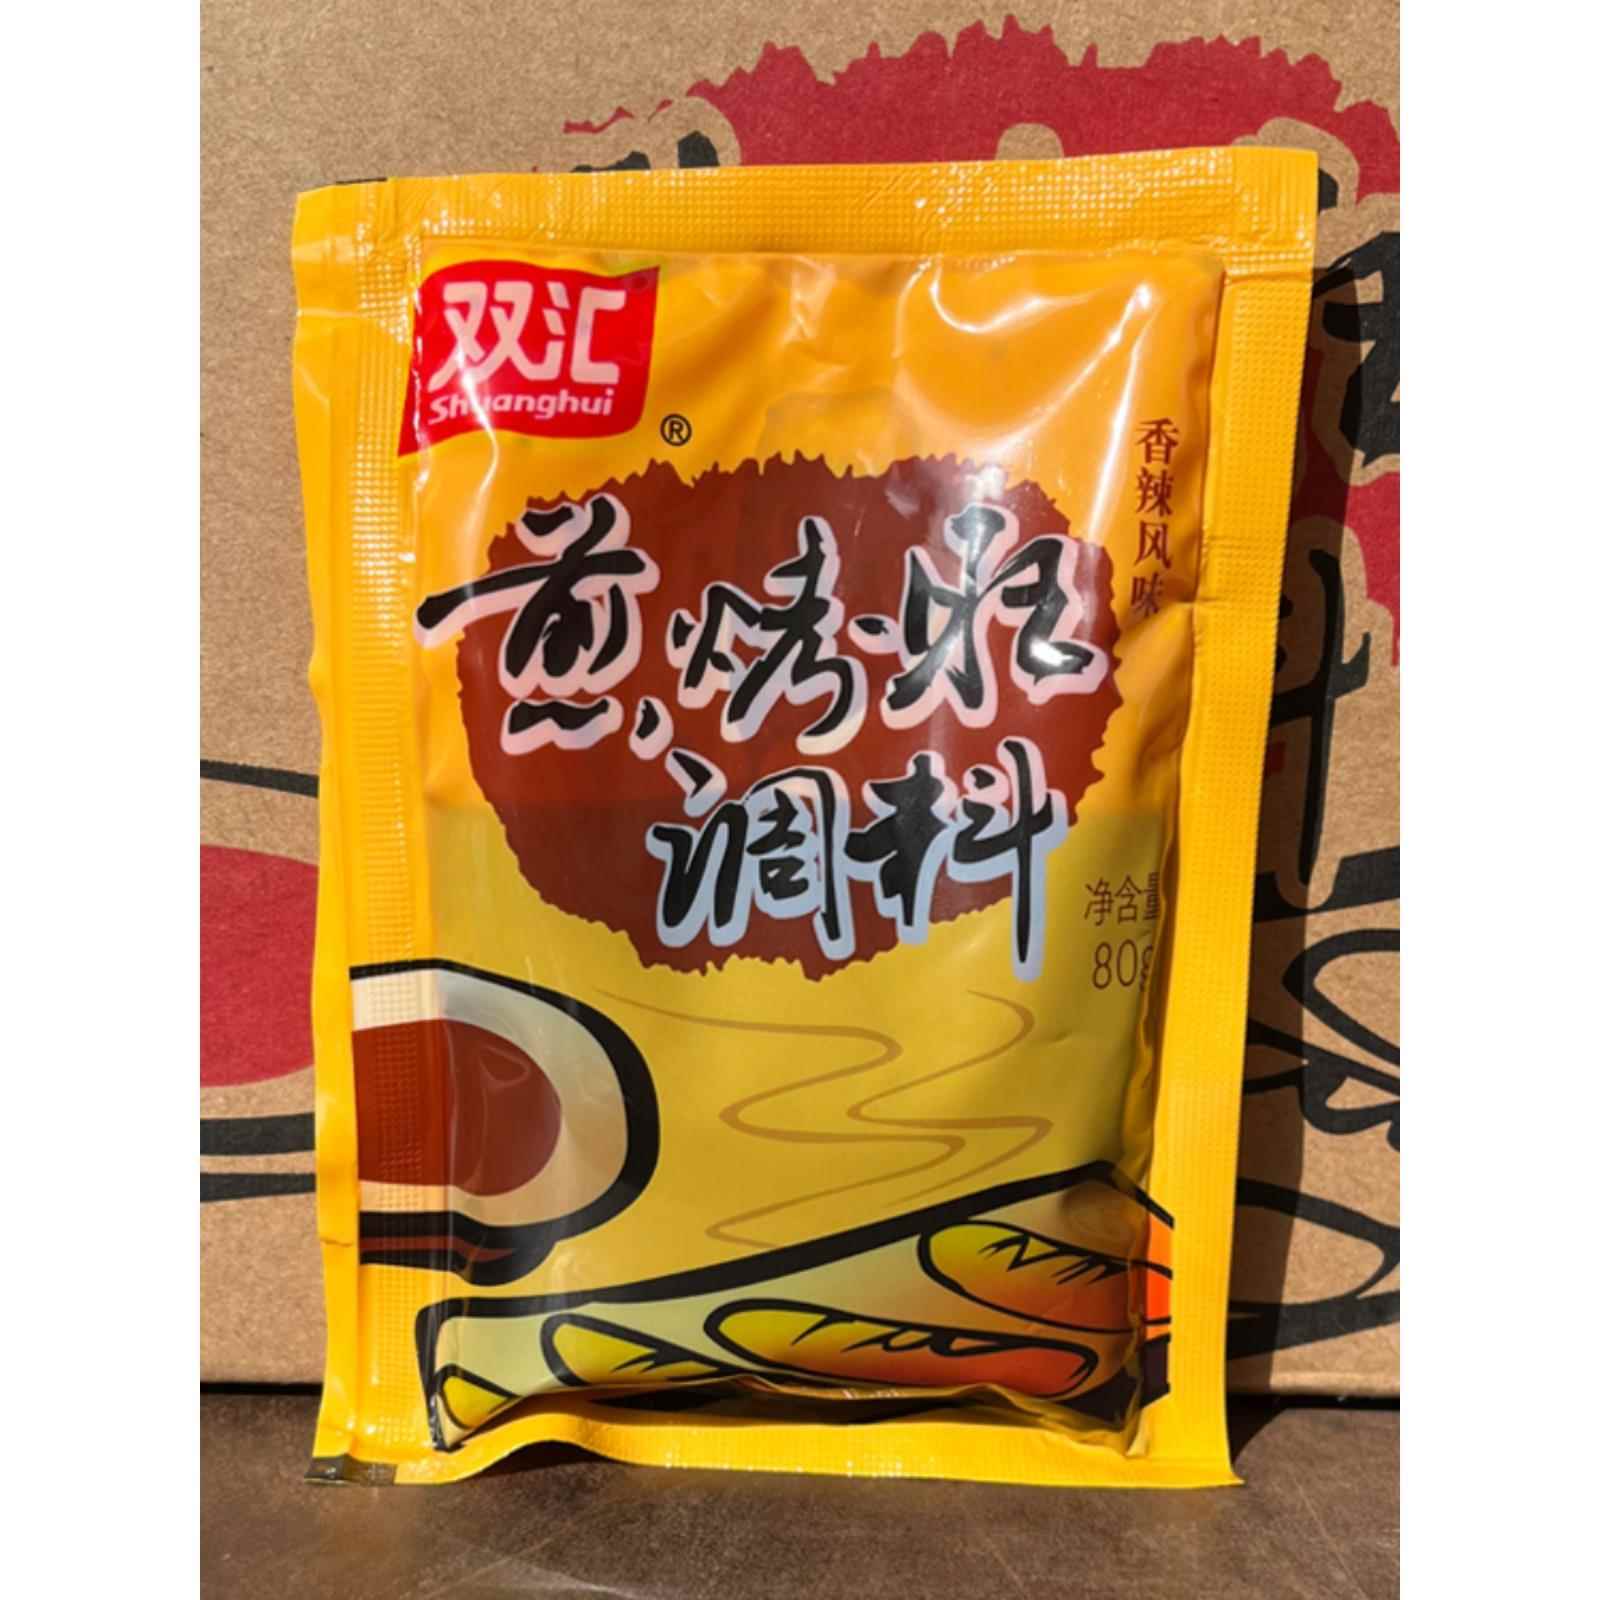 双汇
Shuanghui
®
香辣风味
煎烤肠
调料
净含量
80g